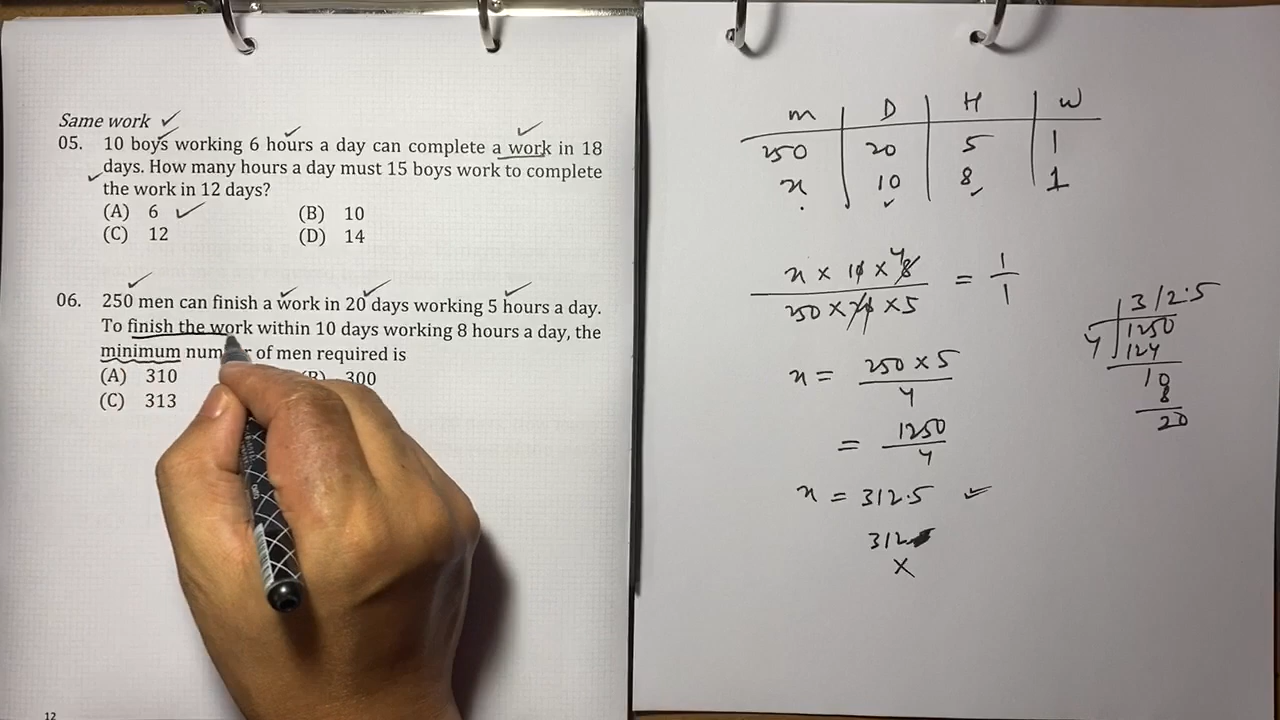 Same work ✓
05. 10 boys working 6 hours a day can complete a work in 18
days. How many hours a day must 15 boys work to complete
the work in 12 days?
(A) 6 ✓ (B) 10
(C) 12 (D) 14
06. 250 men can finish a work in 20 days working 5 hours a day.
To finish the work within 10 days working 8 hours a day, the
minimum of men required is
(A) 310 300
(C) 313
12
m D H W
250 20 5 1
x 10 8 1
x × 10 × 8 4 = 1
250 × 20 × 5 1
x = 250 × 5
4
= 1250
4
x = 312.5 ✓
312
×
312.5
4 1250
124
10
8
20